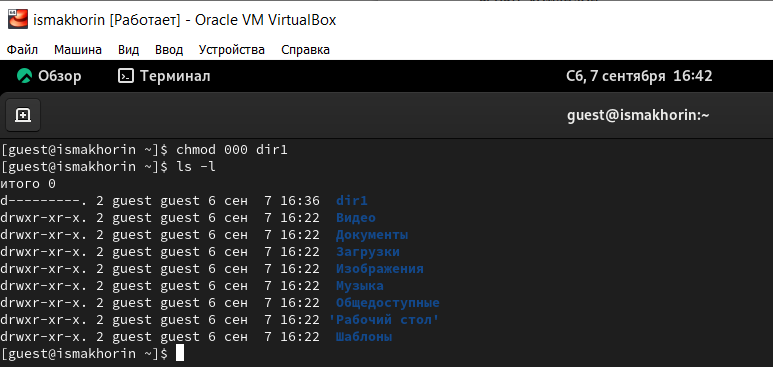 ismakhorin [Работает] - Oracle VM VirtualBox
Файл Машина Вид Ввод Устройства Справка
Обзор Терминал Сб, 7 сентября 16:42
guest@ismakhorin:~
[guest@ismakhorin ~]$ chmod 000 dir1
[guest@ismakhorin ~]$ ls -l
итого 0
d---------. 2 guest guest 6 сен  7 16:36  dir1
drwxr-xr-x. 2 guest guest 6 сен  7 16:22  Видео
drwxr-xr-x. 2 guest guest 6 сен  7 16:22  Документы
drwxr-xr-x. 2 guest guest 6 сен  7 16:22  Загрузки
drwxr-xr-x. 2 guest guest 6 сен  7 16:22  Изображения
drwxr-xr-x. 2 guest guest 6 сен  7 16:22  Музыка
drwxr-xr-x. 2 guest guest 6 сен  7 16:22  Общедоступные
drwxr-xr-x. 2 guest guest 6 сен  7 16:22 'Рабочий стол'
drwxr-xr-x. 2 guest guest 6 сен  7 16:22  Шаблоны
[guest@ismakhorin ~]$